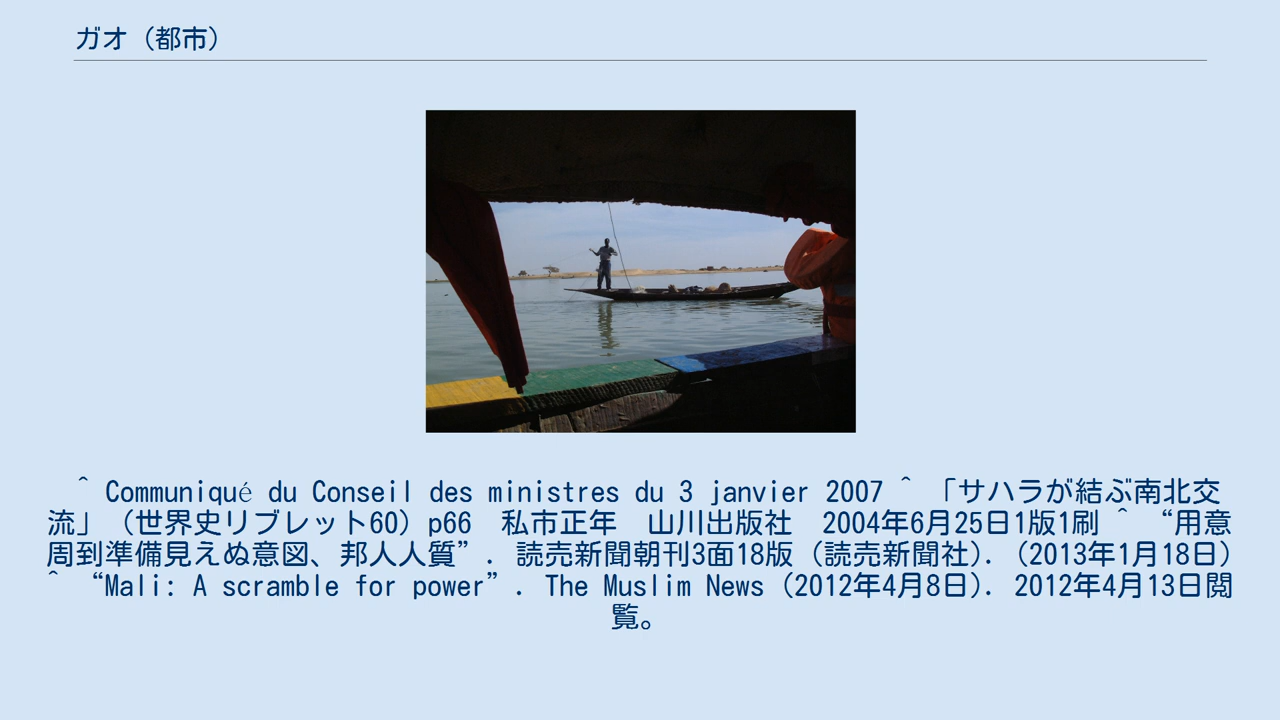 ガオ（都市）
^ Communiqué du Conseil des ministres du 3 janvier 2007 ^ 「サハラが結ぶ南北交
流」（世界史リブレット60）p66　私市正年　山川出版社　2004年6月25日1版1刷 ^ “用意
周到準備見えぬ意図、邦人人質”. 読売新聞朝刊3面18版（読売新聞社）. （2013年1月18日）
^ “Mali: A scramble for power”. The Muslim News （2012年4月8日）. 2012年4月13日閲
覧。